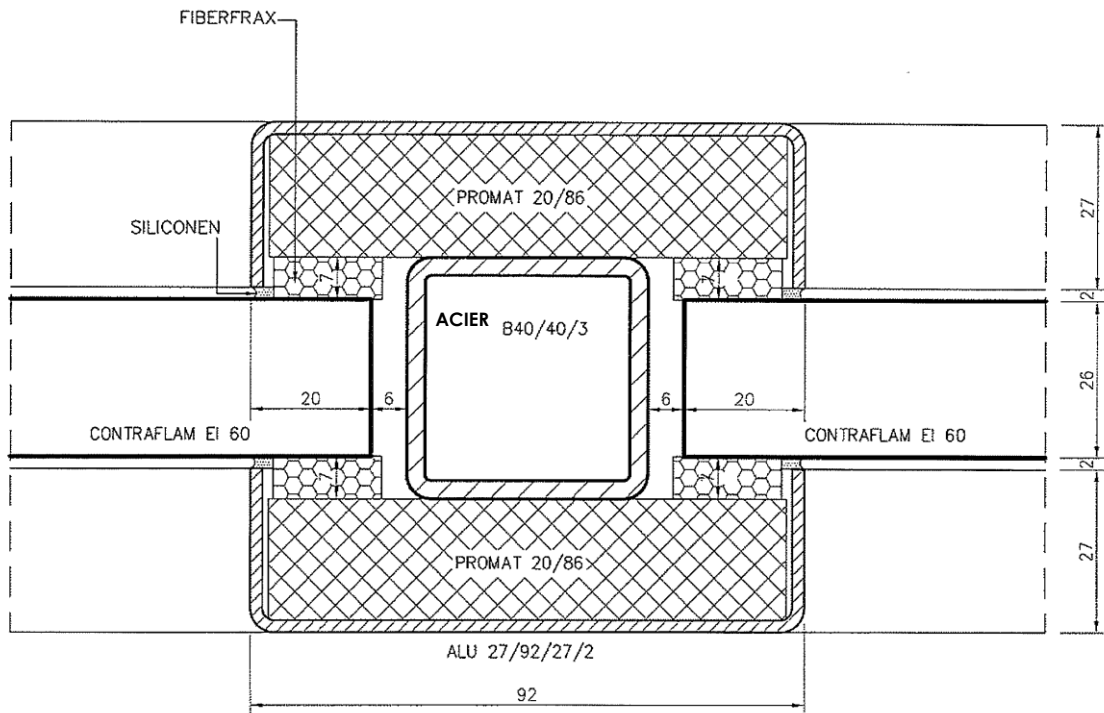 FIBERFRAX
PROMAT 20/86
27
SILICONEN
7
7
2
ACIER B40/40/3
26
20
6
6
20
CONTRAFLAM EI 60
CONTRAFLAM EI 60
7
7
2
PROMAT 20/86
27
ALU 27/92/27/2
92